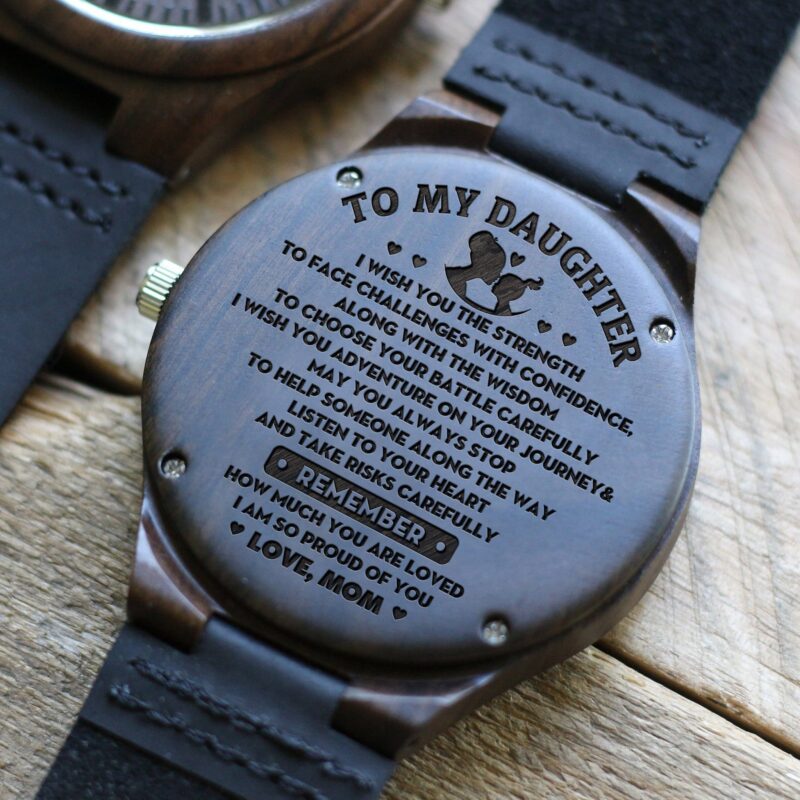 TO MY DAUGHTER
I WISH YOU THE STRENGTH
TO FACE CHALLENGES WITH CONFIDENCE,
ALONG WITH THE WISDOM
TO CHOOSE YOUR BATTLE CAREFULLY
I WISH YOU ADVENTURE ON YOUR JOURNEY&
MAY YOU ALWAYS STOP
TO HELP SOMEONE ALONG THE WAY
LISTEN TO YOUR HEART
AND TAKE RISKS CAREFULLY
REMEMBER
HOW MUCH YOU ARE LOVED
I AM SO PROUD OF YOU
LOVE, MOM